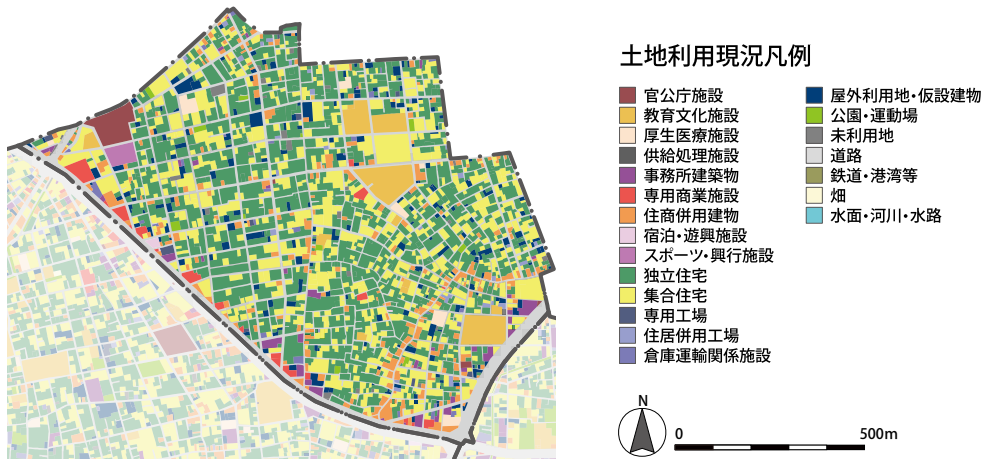 土地利用現況凡例
官公庁施設
教育文化施設
厚生医療施設
供給処理施設
事務所建築物
専用商業施設
住商併用建物
宿泊・遊興施設
スポーツ・興行施設
独立住宅
集合住宅
専用工場
住居併用工場
倉庫運輸関係施設
屋外利用地・仮設建物
公園・運動場
未利用地
道路
鉄道・港湾等
畑
水面・河川・水路
N
0 500m